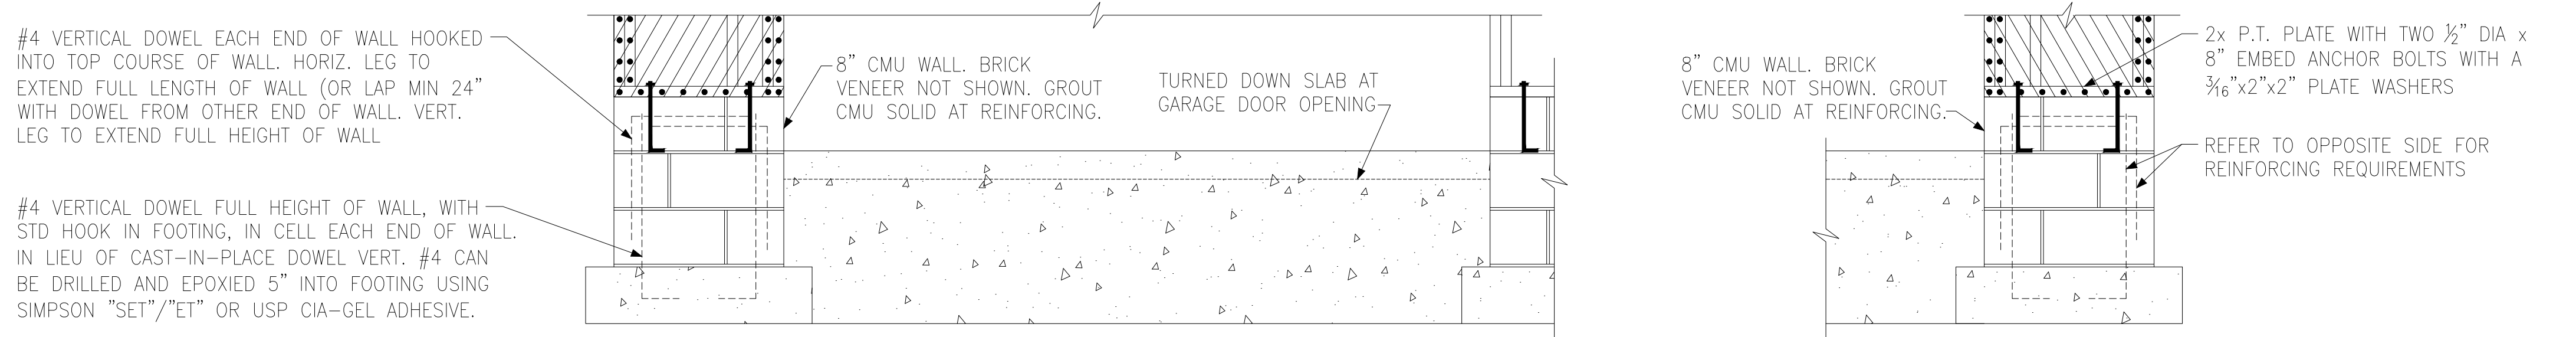 #4 VERTICAL DOWEL EACH END OF WALL HOOKED
INTO TOP COURSE OF WALL. HORIZ. LEG TO
EXTEND FULL LENGTH OF WALL (OR LAP MIN 24"
WITH DOWEL FROM OTHER END OF WALL. VERT.
LEG TO EXTEND FULL HEIGHT OF WALL
#4 VERTICAL DOWEL FULL HEIGHT OF WALL, WITH
STD HOOK IN FOOTING, IN CELL EACH END OF WALL.
IN LIEU OF CAST-IN-PLACE DOWEL VERT. #4 CAN
BE DRILLED AND EPOXIED 5" INTO FOOTING USING
SIMPSON "SET"/"ET" OR USP CIA-GEL ADHESIVE.
8" CMU WALL. BRICK
VENEER NOT SHOWN. GROUT
CMU SOLID AT REINFORCING.
TURNED DOWN SLAB AT
GARAGE DOOR OPENING
8" CMU WALL. BRICK
VENEER NOT SHOWN. GROUT
CMU SOLID AT REINFORCING.
2x P.T. PLATE WITH TWO ½" DIA x
8" EMBED ANCHOR BOLTS WITH A
3⁄16"x2"x2" PLATE WASHERS
REFER TO OPPOSITE SIDE FOR
REINFORCING REQUIREMENTS